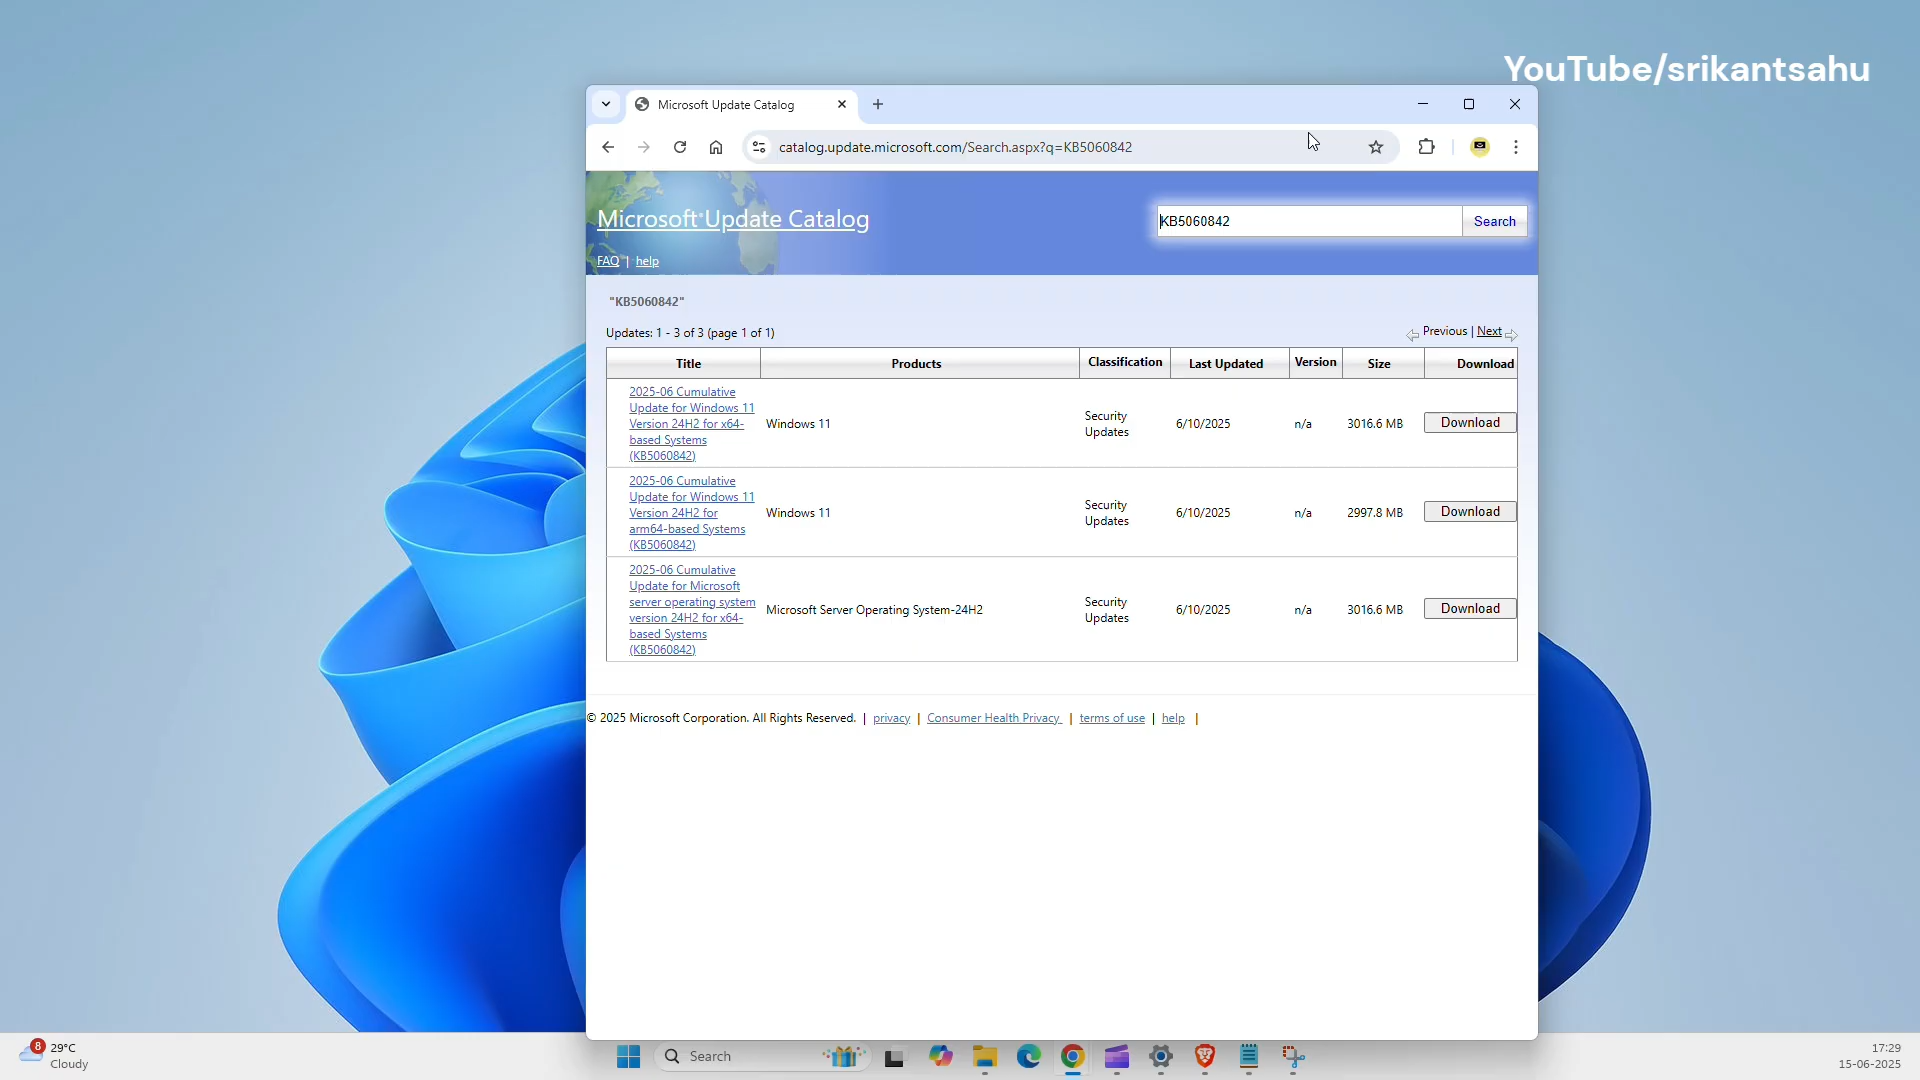 YouTube/srikantsahu
Microsoft Update Catalog
catalog.update.microsoft.com/Search.aspx?q=KB5060842
Microsoft®Update Catalog
KB5060842
Search
FAQ | help
"KB5060842"
Updates: 1 - 3 of 3 (page 1 of 1)
Previous | Next
Title Products Classification Last Updated Version Size Download
2025-06 Cumulative
Update for Windows 11
Version 24H2 for x64-
based Systems
(KB5060842)
Windows 11
Security
Updates
6/10/2025
n/a
3016.6 MB
Download
2025-06 Cumulative
Update for Windows 11
Version 24H2 for
arm64-based Systems
(KB5060842)
Windows 11
Security
Updates
6/10/2025
n/a
2997.8 MB
Download
2025-06 Cumulative
Update for Microsoft
server operating system
version 24H2 for x64-
based Systems
(KB5060842)
Microsoft Server Operating System-24H2
Security
Updates
6/10/2025
n/a
3016.6 MB
Download
© 2025 Microsoft Corporation. All Rights Reserved. | privacy | Consumer Health Privacy | terms of use | help |
8
29°C
Cloudy
Search
17:29
15-06-2025